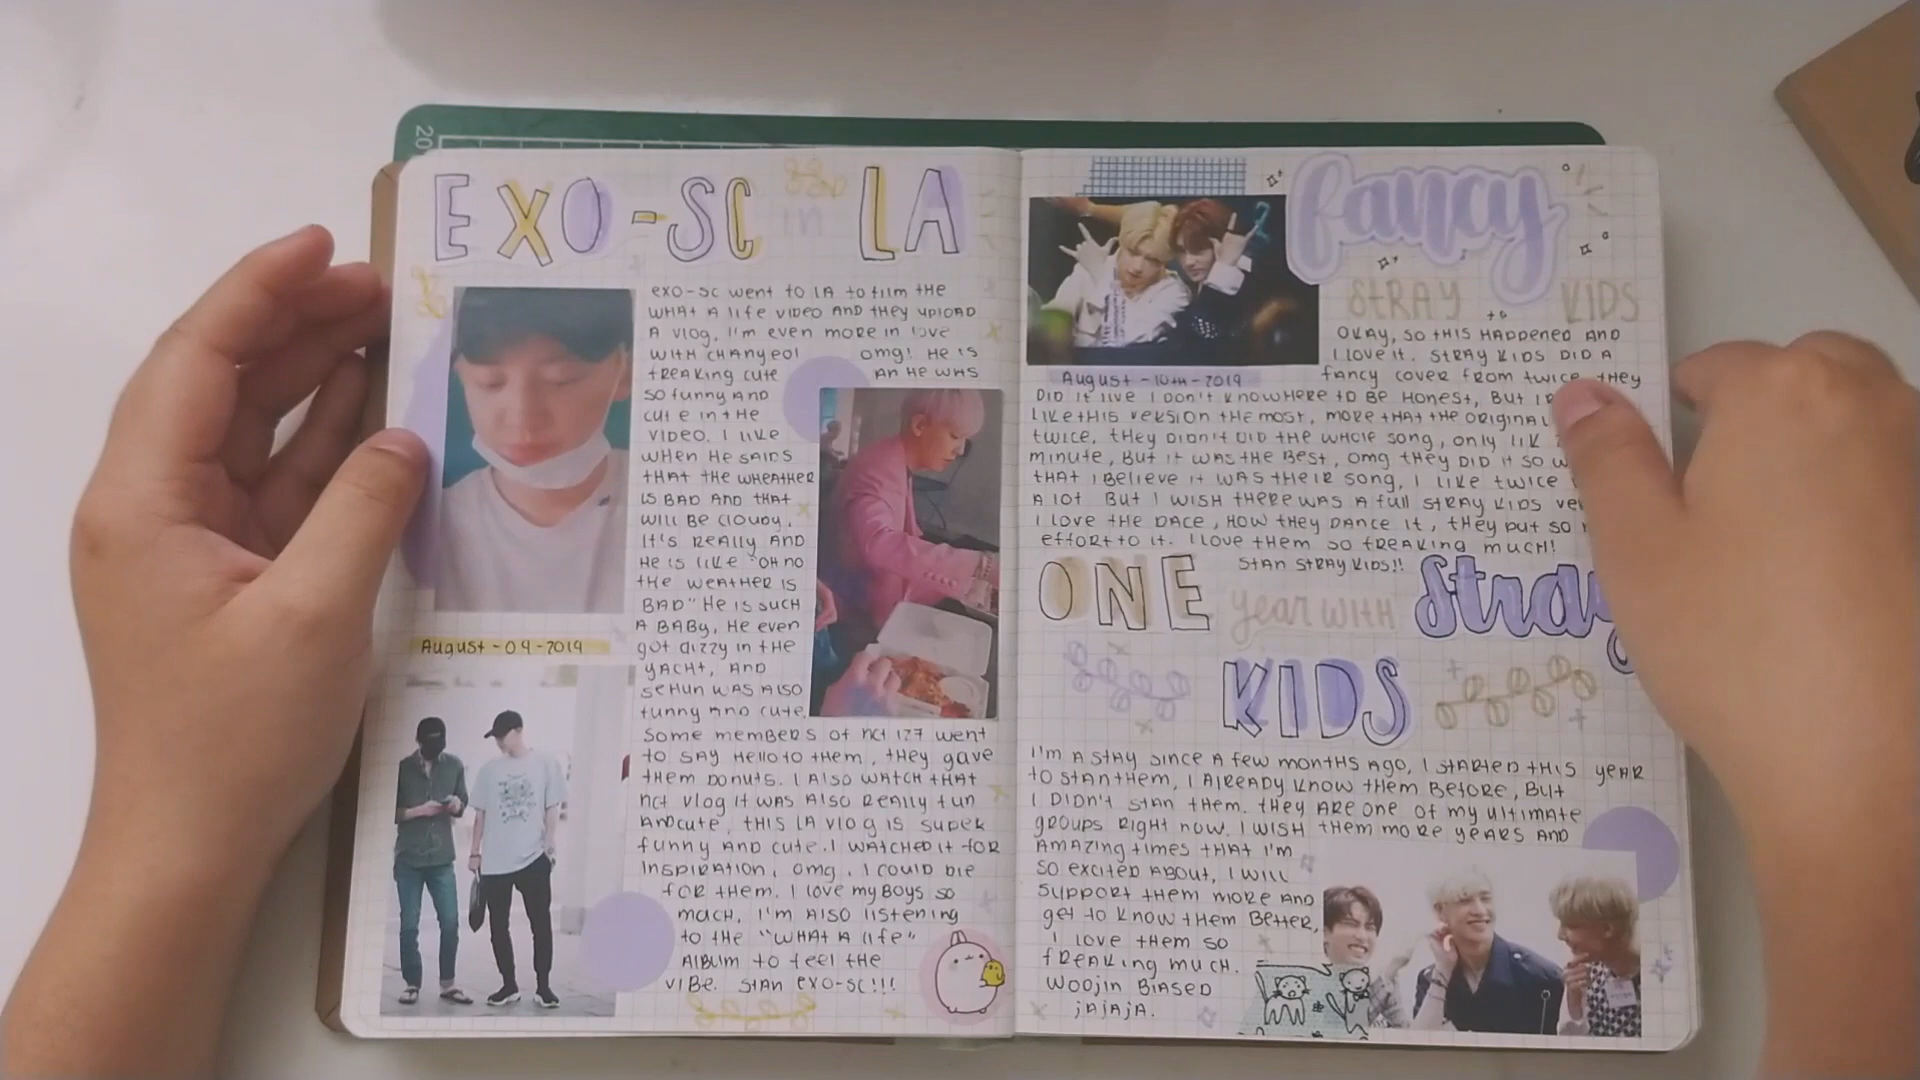 20
EXO-SC in LA
exo-sc went to LA to film the
what a life video and they upload
a vlog, I'm even more in love
with chanyeol omg! He is
freaking cute an he was
so funny and
cute in the
video. I like
when he saids
that the wheather
is bad and that
will be cloudy.
It's really and
he is like "oh no
the weather is
bad" He is such
a baby, He even
got dizzy in the
yacht, and
sehun was also
funny and cute.
Some members of nct 127 went
to say hello to them, they gave
them donuts. I also watch that
nct vlog it was also really fun
and cute, this LA vlog is super
funny and cute. I watched it for
inspiration, omg, I could die
for them. I love my boys so
mach, I'm also listening
to the "what a life"
album to feel the
vibe. Stan exo-sc!!!
August-09-2019
fancy
Stray Kids
August-10th-2019
Okay, so this happened and
I love it. Stray Kids did a
fancy cover from twice they
did it live I don't know here to be honest, but I
like this version the most, more that the original
twice, they didn't did the whole song, only lik
minute, but it was the best, omg they did it so w
that I believe it was their song, I like twice
a lot But I wish there was a full Stray Kids ve
I love the dace, how they dance it, they put so
effort to it. I love them so freaking much!
Stan Stray Kids!!
ONE year with Stray
KIDS
I'm a stay since a few months ago, I started this year
to stan them, I already know them before, but
I didn't stan them. they are one of my ultimate
groups right now. I wish them more years and
amazing times that I'm
so excited about, I will
support them more and
get to know them better,
I love them so
freaking much.
Woojin biased
jajaja.